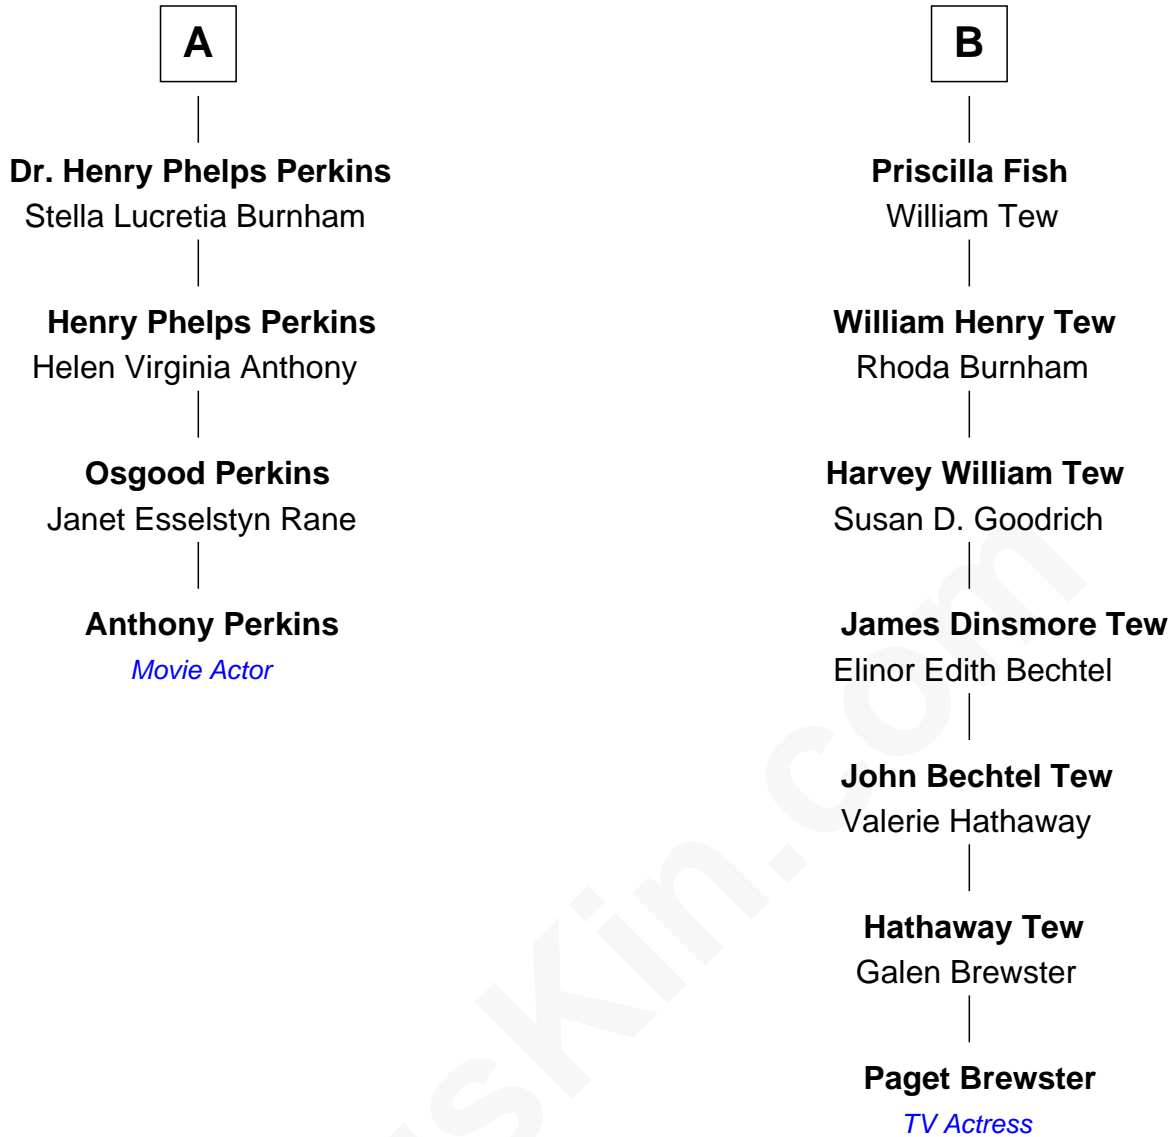 A
Dr. Henry Phelps Perkins
Stella Lucretia Burnham
Henry Phelps Perkins
Helen Virginia Anthony
Osgood Perkins
Janet Esselstyn Rane
Anthony Perkins
Movie Actor
B
Priscilla Fish
William Tew
William Henry Tew
Rhoda Burnham
Harvey William Tew
Susan D. Goodrich
James Dinsmore Tew
Elinor Edith Bechtel
John Bechtel Tew
Valerie Hathaway
Hathaway Tew
Galen Brewster
Paget Brewster
TV Actress
sKin.com